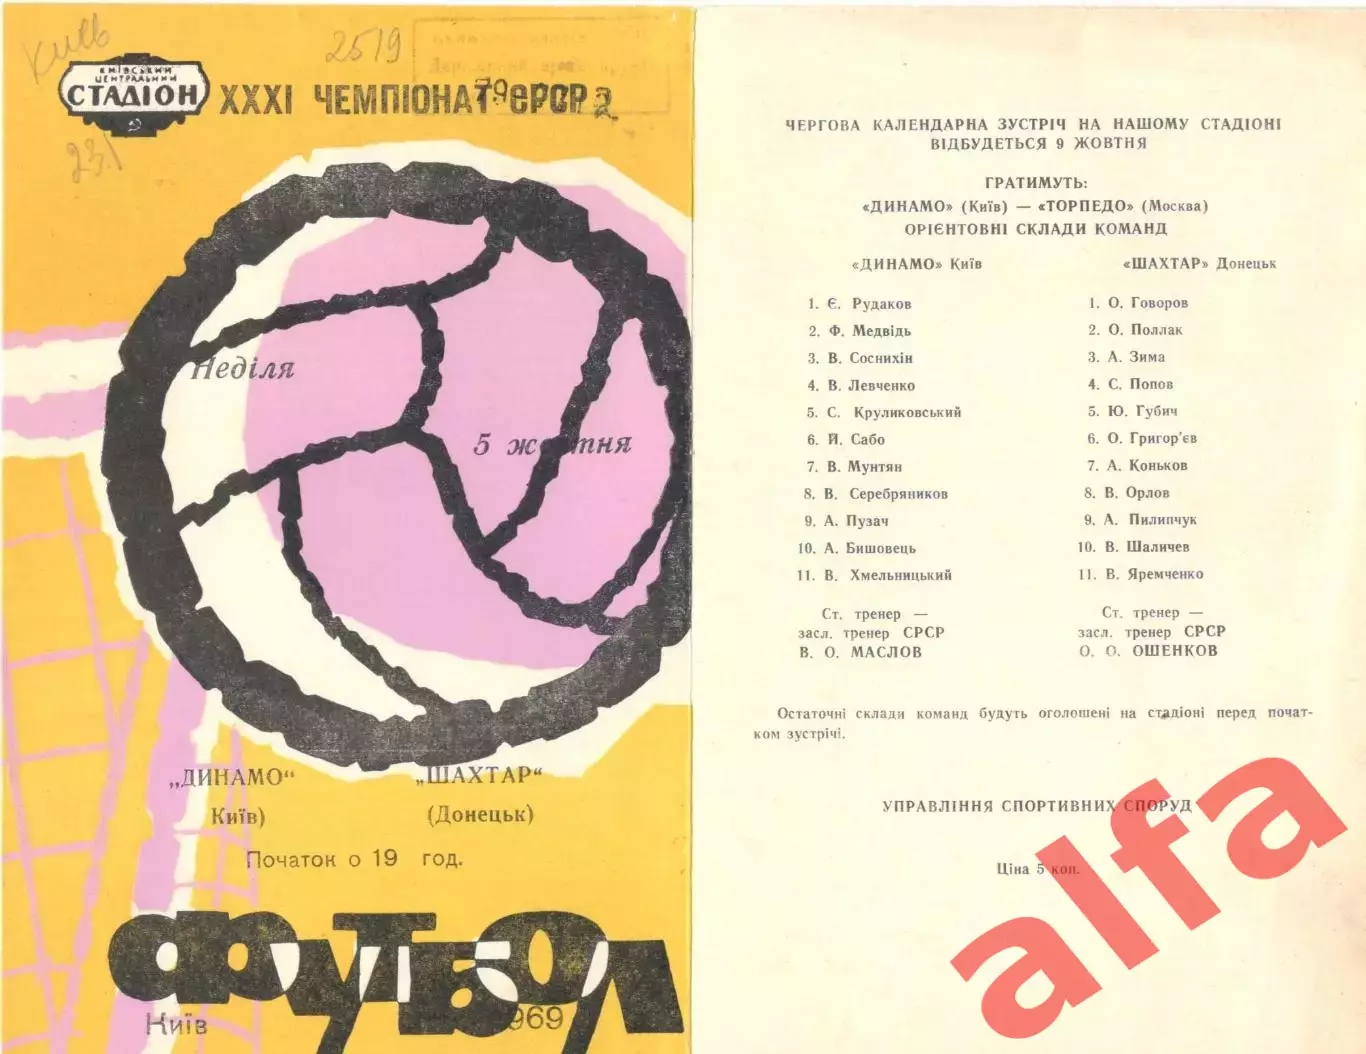 Київ
2519
КИЇВСЬКИЙ
ЦЕНТРАЛЬНИЙ
СТАДІОН
XXXI ЧЕМПІОНАТ СРСР
23.1
Неділя
5 жовтня
„ДИНАМО“
Київ)
„ШАХТАР“
(Донецьк)
Початок о 19 год.
ФУТБОЛ
Київ
1969
ЧЕРГОВА КАЛЕНДАРНА ЗУСТРІЧ НА НАШОМУ СТАДІОНІ
ВІДБУДЕТЬСЯ 9 ЖОВТНЯ
ГРАТИМУТЬ:
«ДИНАМО» (Київ) — «ТОРПЕДО» (Москва)
ОРІЄНТОВНІ СКЛАДИ КОМАНД
«ДИНАМО» Київ
1. Є. Рудаков
2. Ф. Медвідь
3. В. Соснихін
4. В. Левченко
5. С. Круликовський
6. Й. Сабо
7. В. Мунтян
8. В. Серебряников
9. А. Пузач
10. А. Бишовець
11. В. Хмельницький
Ст. тренер —
засл. тренер СРСР
В. О. МАСЛОВ
«ШАХТАР» Донецьк
1. О. Говоров
2. О. Поллак
3. А. Зима
4. С. Попов
5. Ю. Губич
6. О. Григор'єв
7. А. Коньков
8. В. Орлов
9. А. Пилипчук
10. В. Шаличев
11. В. Яремченко
Ст. тренер —
засл. тренер СРСР
О. О. ОШЕНКОВ
Остаточні склади команд будуть оголошені на стадіоні перед почат-
ком зустрічі.
УПРАВЛІННЯ СПОРТИВНИХ СПОРУД
Ціна 5 коп.
alfa